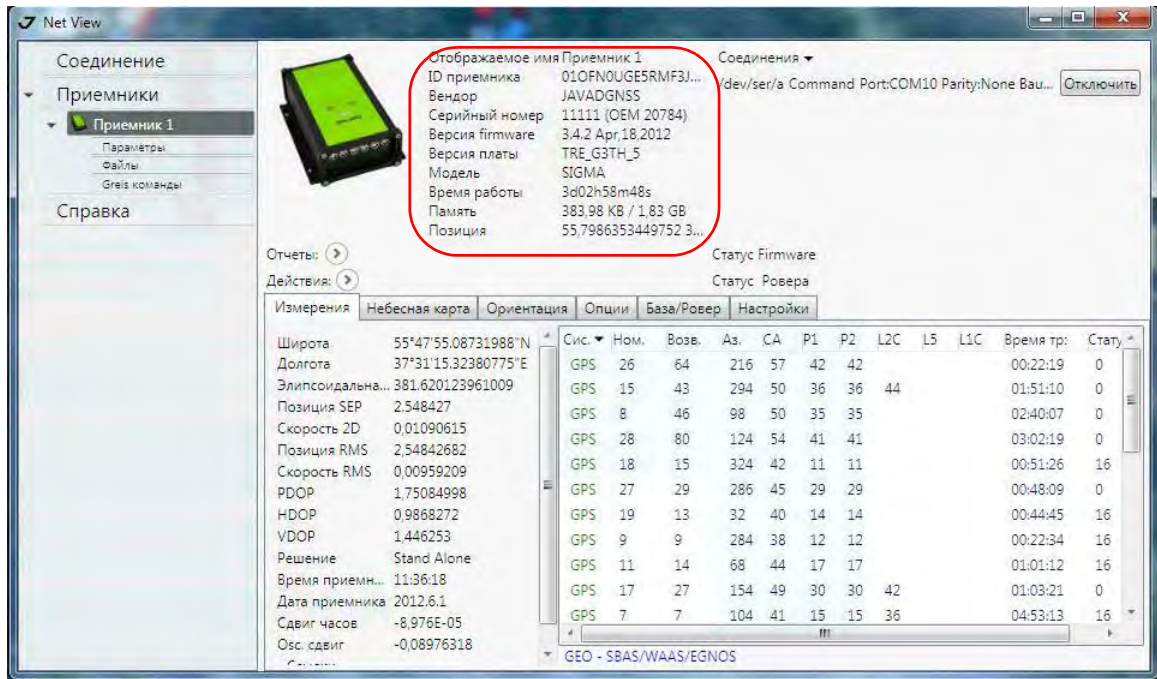 Net View
Соединение
Приемники
Приемник 1
Параметры
Файлы
Greis команды
Справка
Отображаемое имя Приемник 1
ID приемника 01OFN0UGE5RMF3J...
Вендор JAVADGNSS
Серийный номер 11111 (OEM 20784)
Версия firmware 3.4.2 Apr,18,2012
Версия платы TRE_G3TH_5
Модель SIGMA
Время работы 3d02h58m48s
Память 383,98 KB / 1,83 GB
Позиция 55,7986353449752 3...
Соединения
/dev/ser/a Command Port:COM10 Parity:None Bau... Отключить
Отчеты:
Действия:
Статус Firmware
Статус Ровера
Измерения Небесная карта Ориентация Опции База/Ровер Настройки
Широта 55°47'55.08731988"N
Долгота 37°31'15.32380775"E
Элипсоидальна... 381.620123961009
Позиция SEP 2.548427
Скорость 2D 0,01090615
Позиция RMS 2,54842682
Скорость RMS 0,00959209
PDOP 1,75084998
HDOP 0,9868272
VDOP 1,446253
Решение Stand Alone
Время приемн... 11:36:18
Дата приемника 2012.6.1
Сдвиг часов -8,976E-05
Osc. сдвиг -0,08976318
Сис. Ном. Возв. Аз. CA P1 P2 L2C L5 L1C Время тр: Стату
GPS 26 64 216 57 42 42 00:22:19 0
GPS 15 43 294 50 36 36 44 01:51:10 0
GPS 8 46 98 50 35 35 02:40:07 0
GPS 28 80 124 54 41 41 03:02:19 0
GPS 18 15 324 42 11 11 00:51:26 16
GPS 27 29 286 45 29 29 00:48:09 0
GPS 19 13 32 40 14 14 00:44:45 16
GPS 9 9 284 38 12 12 00:22:34 16
GPS 11 14 68 44 17 17 01:01:12 16
GPS 17 27 154 49 30 30 42 01:03:21 0
GPS 7 7 104 41 15 15 36 04:53:13 16
GEO - SBAS/WAAS/EGNOS